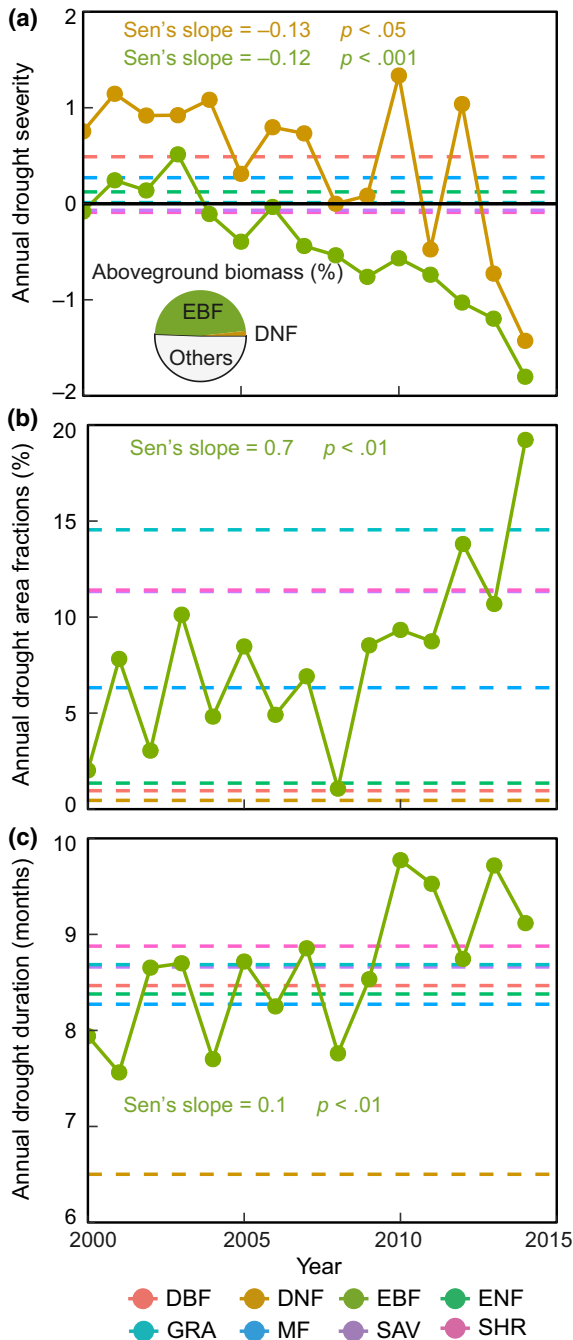 (a)
Annual drought severity
2
1
0
−1
−2
Sen's slope = −0.13 p < .05
Sen's slope = −0.12 p < .001
Aboveground biomass (%)
EBF
DNF
Others
(b)
Annual drought area fractions (%)
20
15
10
5
0
Sen's slope = 0.7 p < .01
(c)
Annual drought duration (months)
10
9
8
7
6
Sen's slope = 0.1 p < .01
2000 2005 2010 2015
Year
DBF DNF EBF ENF
GRA MF SAV SHR